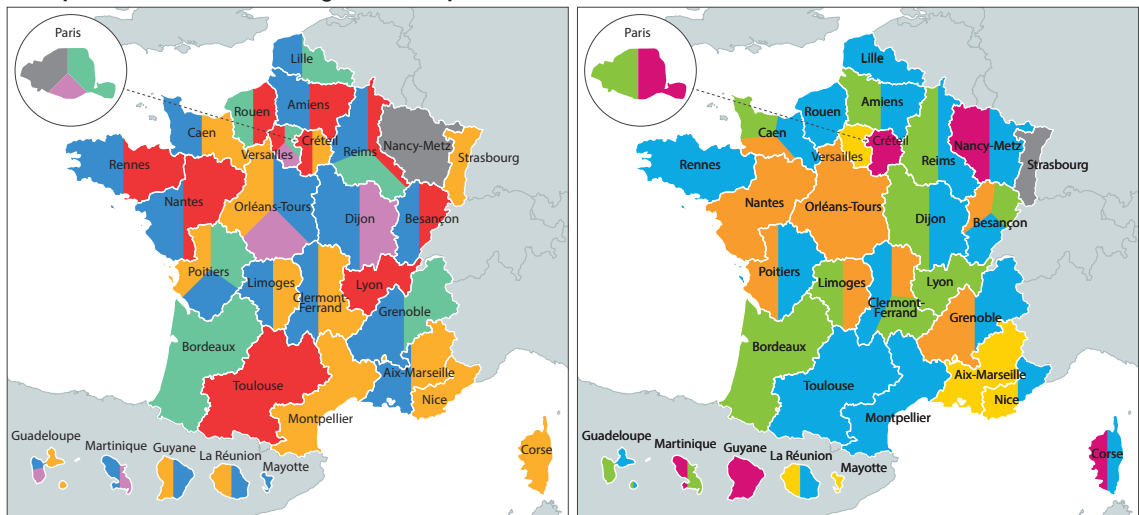 Paris
Lille
Amiens
Rouen
Caen
Créteil
Reims
Nancy-Metz
Versailles
Strasbourg
Rennes
Nantes
Orléans-Tours
Dijon
Besançon
Poitiers
Limoges
Clermont-
Ferrand
Lyon
Grenoble
Bordeaux
Toulouse
Aix-Marseille
Nice
Montpellier
Guadeloupe
Martinique
Guyane
La Réunion
Mayotte
Corse
Paris
Lille
Amiens
Rouen
Caen
Créteil
Versailles
Reims
Nancy-Metz
Strasbourg
Rennes
Nantes
Orléans-Tours
Dijon
Besançon
Poitiers
Limoges
Clermont-
Ferrand
Lyon
Grenoble
Bordeaux
Toulouse
Aix-Marseille
Nice
Montpellier
Guadeloupe
Martinique
Guyane
La Réunion
Mayotte
Corse